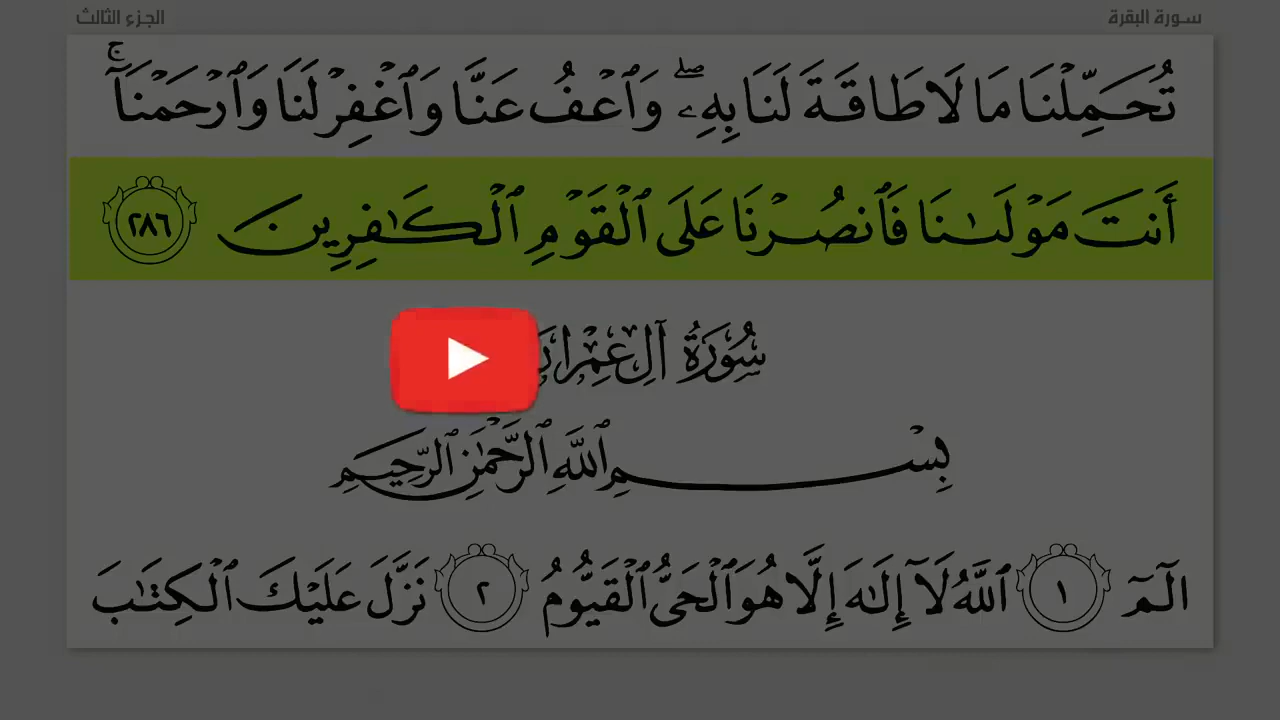 سورة البقرة
الجزء الثالث
تُحَمِّلْنَا مَا لَا طَاقَةَ لَنَا بِهِۦ ۖ وَٱعْفُ عَنَّا وَٱغْفِرْ لَنَا وَٱرْحَمْنَآ ۚ
أَنتَ مَوْلَىٰنَا فَٱنصُرْنَا عَلَى ٱلْقَوْمِ ٱلْكَـٰفِرِينَ ٢٨٦
سُورَةُ آلِ
بِسْمِ ٱللَّهِ ٱلرَّحْمَـٰنِ ٱلرَّحِيمِ
الٓمٓ ١ ٱللَّهُ لَآ إِلَـٰهَ إِلَّا هُوَ ٱلْحَىُّ ٱلْقَيُّومُ ٢ نَزَّلَ عَلَيْكَ ٱلْكِتَـٰبَ